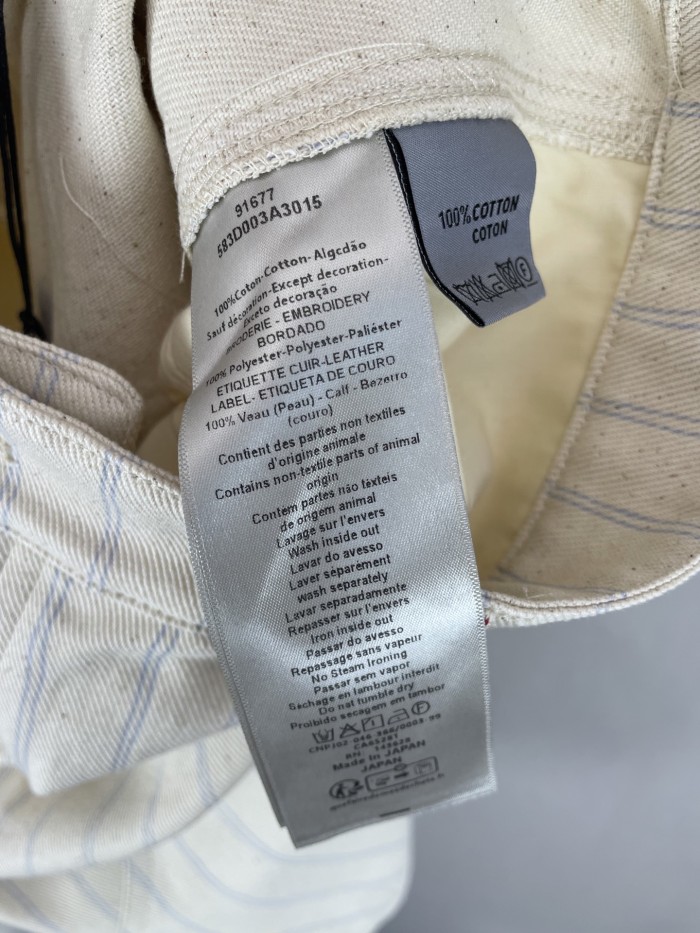 91677
583D003A3015
100%Coton-Cotton-Algodão
Sauf décoration-Except decoration-
Exceto decoração
BRODERIE - EMBROIDERY
BORDADO
100% Polyester-Polyester-Paliéster
ETIQUETTE CUIR-LEATHER
LABEL- ETIQUETA DE COURO
100% Veau (Peau) - Calf - Bezerro
(couro)
Contient des parties non textiles
d'origine animale
Contains non-textile parts of animal
origin
Contem partes não têxteis
de origem animal
Lavage sur l'envers
Wash inside out
Lavar do avesso
Laver séparément
wash separately
Lavar separadamente
Repasser sur l'envers
Iron inside out
Passar do avesso
Repassage sans vapeur
No Steam Ironing
Passar sem vapor
Séchage en tambour interdit
Do not tumble dry
Proibido secagem em tambor
Made in JAPAN
JAPAN
100% COTTON
COTON